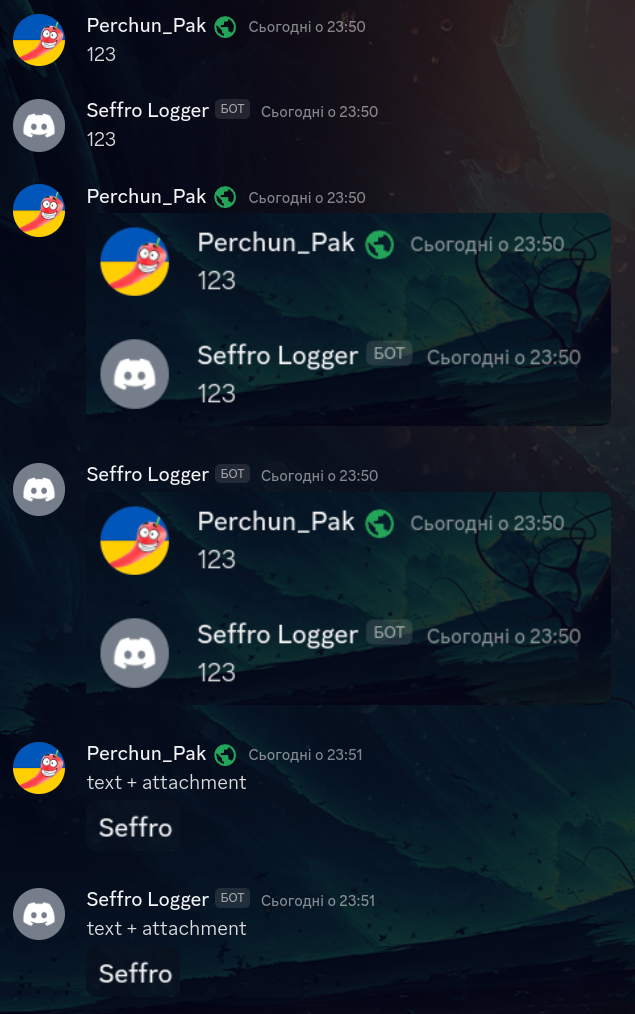 Perchun_Pak Сьогодні о 23:50
123
Seffro Logger БОТ Сьогодні о 23:50
123
Perchun_Pak Сьогодні о 23:50
Perchun_Pak Сьогодні о 23:50
123
Seffro Logger БОТ Сьогодні о 23:50
123
Seffro Logger БОТ Сьогодні о 23:50
Perchun_Pak Сьогодні о 23:50
123
Seffro Logger БОТ Сьогодні о 23:50
123
Perchun_Pak Сьогодні о 23:51
text + attachment
Seffro
Seffro Logger БОТ Сьогодні о 23:51
text + attachment
Seffro